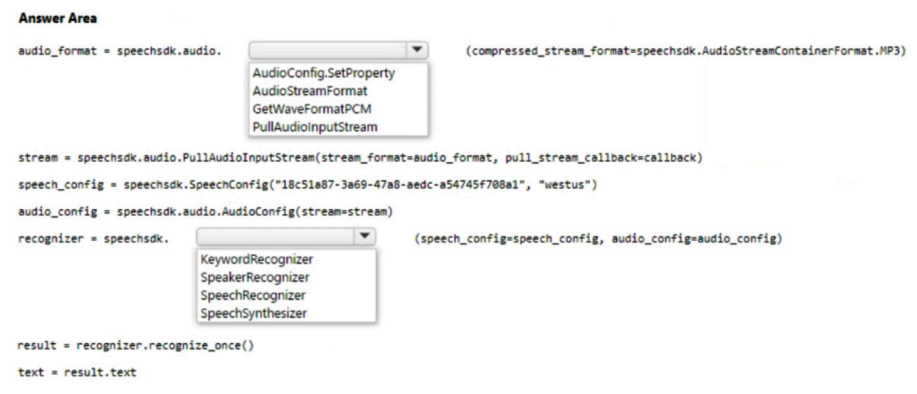 Answer Area
audio_format = speechsdk.audio. (compressed_stream_format=speechsdk.AudioStreamContainerFormat.MP3)
AudioConfig.SetProperty
AudioStreamFormat
GetWaveFormatPCM
PullAudioInputStream
stream = speechsdk.audio.PullAudioInputStream(stream_format=audio_format, pull_stream_callback=callback)
speech_config = speechsdk.SpeechConfig("18c51a87-3a69-47a8-aedc-a54745f708a1", "westus")
audio_config = speechsdk.audio.AudioConfig(stream=stream)
recognizer = speechsdk. (speech_config=speech_config, audio_config=audio_config)
KeywordRecognizer
SpeakerRecognizer
SpeechRecognizer
SpeechSynthesizer
result = recognizer.recognize_once()
text = result.text